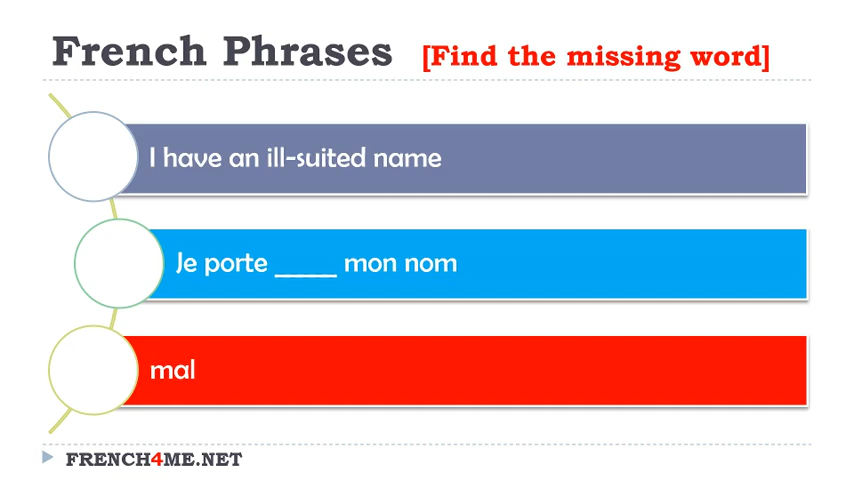 French Phrases [Find the missing word]
I have an ill-suited name
Je porte _____ mon nom
mal
FRENCH4ME.NET